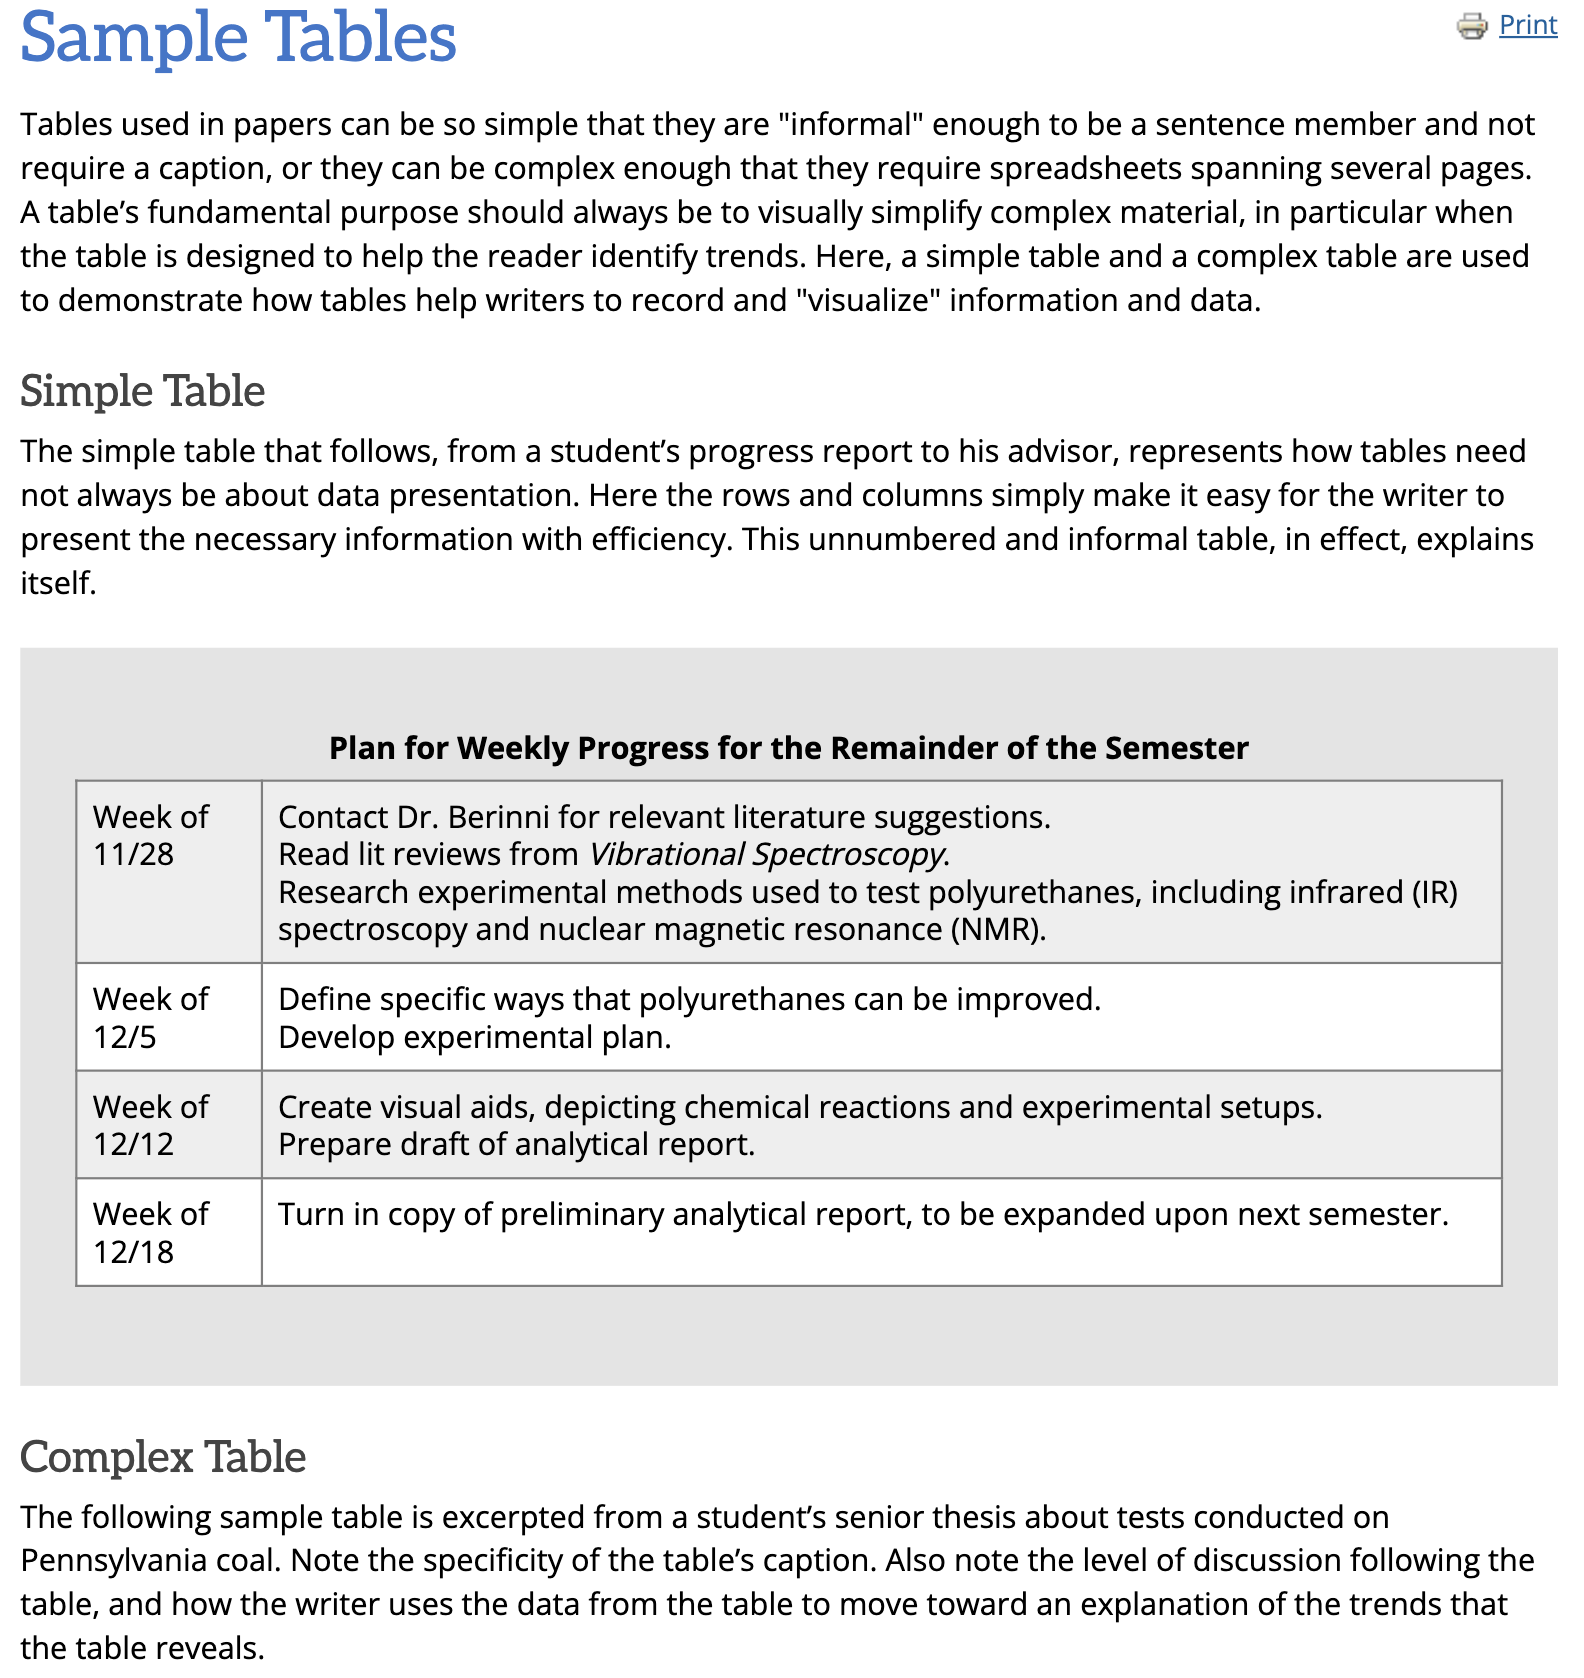 Sample Tables
Print
Tables used in papers can be so simple that they are "informal" enough to be a sentence member and not
require a caption, or they can be complex enough that they require spreadsheets spanning several pages.
A table’s fundamental purpose should always be to visually simplify complex material, in particular when
the table is designed to help the reader identify trends. Here, a simple table and a complex table are used
to demonstrate how tables help writers to record and "visualize" information and data.
Simple Table
The simple table that follows, from a student’s progress report to his advisor, represents how tables need
not always be about data presentation. Here the rows and columns simply make it easy for the writer to
present the necessary information with efficiency. This unnumbered and informal table, in effect, explains
itself.
Plan for Weekly Progress for the Remainder of the Semester
Week of
11/28
Contact Dr. Berinni for relevant literature suggestions.
Read lit reviews from Vibrational Spectroscopy.
Research experimental methods used to test polyurethanes, including infrared (IR)
spectroscopy and nuclear magnetic resonance (NMR).
Week of
12/5
Define specific ways that polyurethanes can be improved.
Develop experimental plan.
Week of
12/12
Create visual aids, depicting chemical reactions and experimental setups.
Prepare draft of analytical report.
Week of
12/18
Turn in copy of preliminary analytical report, to be expanded upon next semester.
Complex Table
The following sample table is excerpted from a student’s senior thesis about tests conducted on
Pennsylvania coal. Note the specificity of the table’s caption. Also note the level of discussion following the
table, and how the writer uses the data from the table to move toward an explanation of the trends that
the table reveals.